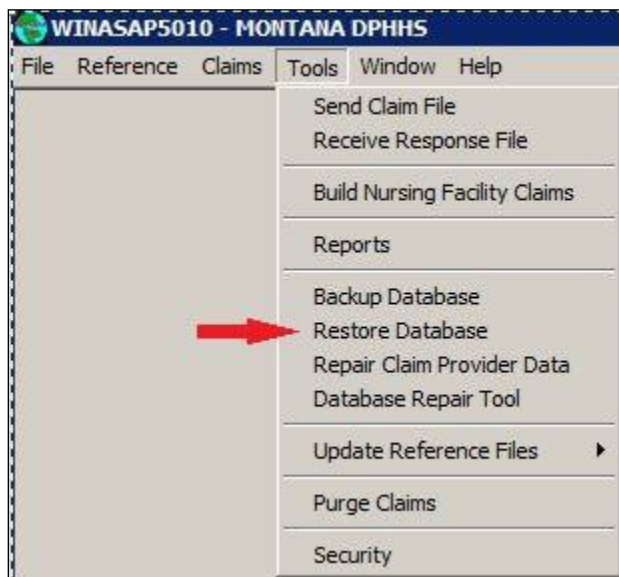 WINASAP5010 - MONTANA DPHHS
File Reference Claims Tools Window Help
Send Claim File
Receive Response File
Build Nursing Facility Claims
Reports
Backup Database
Restore Database
Repair Claim Provider Data
Database Repair Tool
Update Reference Files
Purge Claims
Security